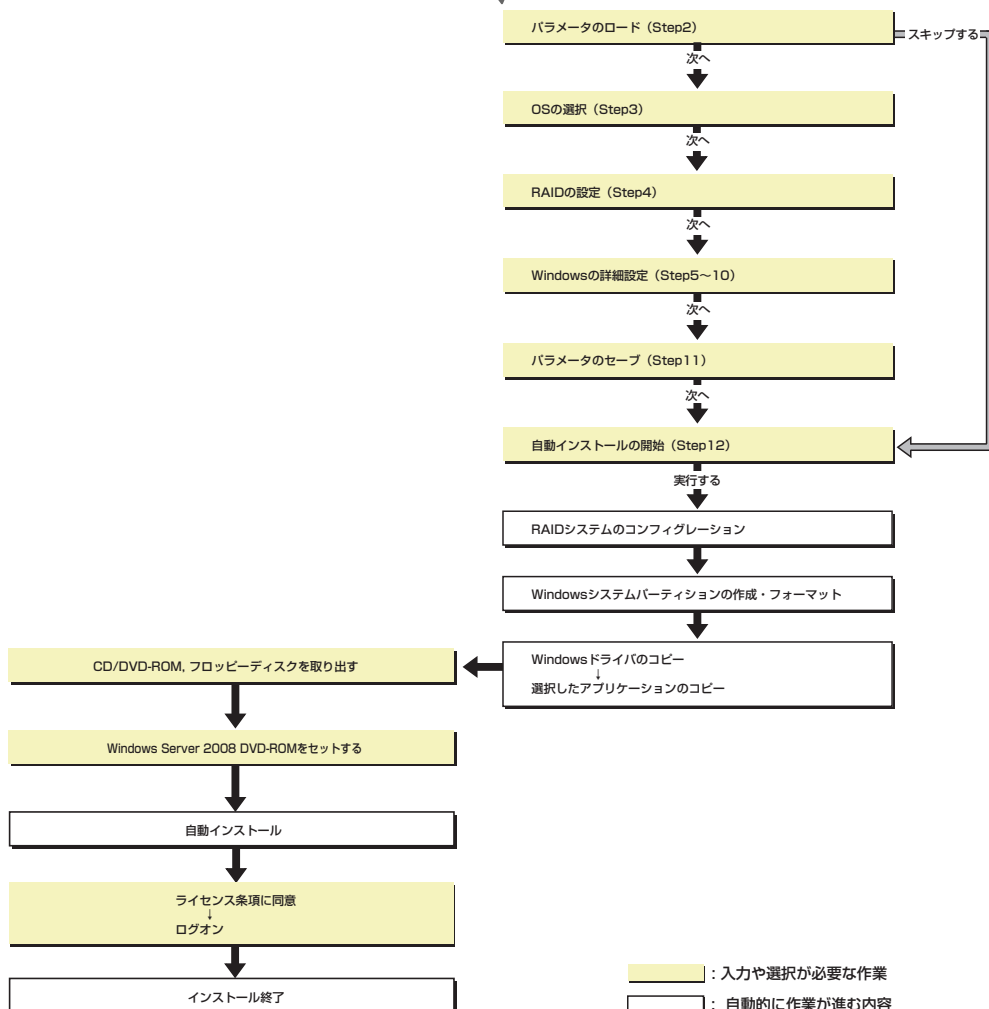 パラメータのロード（Step2）
スキップする
次へ
OSの選択（Step3）
次へ
RAIDの設定（Step4）
次へ
Windowsの詳細設定（Step5～10）
次へ
パラメータのセーブ（Step11）
次へ
自動インストールの開始（Step12）
実行する
RAIDシステムのコンフィグレーション
Windowsシステムパーティションの作成・フォーマット
Windowsドライバのコピー
↓
選択したアプリケーションのコピー
CD/DVD-ROM, フロッピーディスクを取り出す
Windows Server 2008 DVD-ROMをセットする
自動インストール
ライセンス条項に同意
↓
ログオン
インストール終了
：入力や選択が必要な作業
：自動的に作業が進む内容